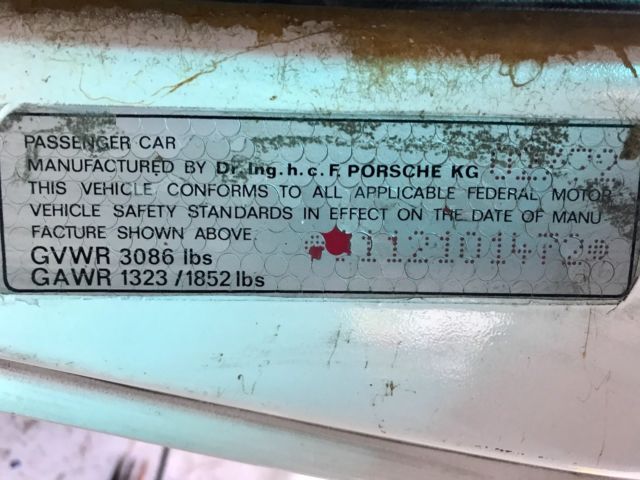 PASSENGER CAR
MANUFACTURED BY Dr. Ing. h. c. F. PORSCHE KG
THIS VEHICLE CONFORMS TO ALL APPLICABLE FEDERAL MOTOR
VEHICLE SAFETY STANDARDS IN EFFECT ON THE DATE OF MANU
FACTURE SHOWN ABOVE
GVWR 3086 lbs
GAWR 1323/1852 lbs